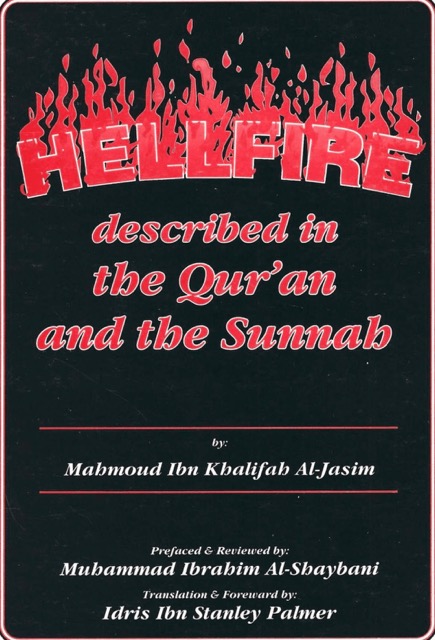 HELLFIRE
described in
the Qur'an
and the Sunnah
by:
Mahmoud Ibn Khalifah Al-Jasim
Prefaced & Reviewed by:
Muhammad Ibrahim Al-Shaybani
Translation & Foreward by:
Idris Ibn Stanley Palmer